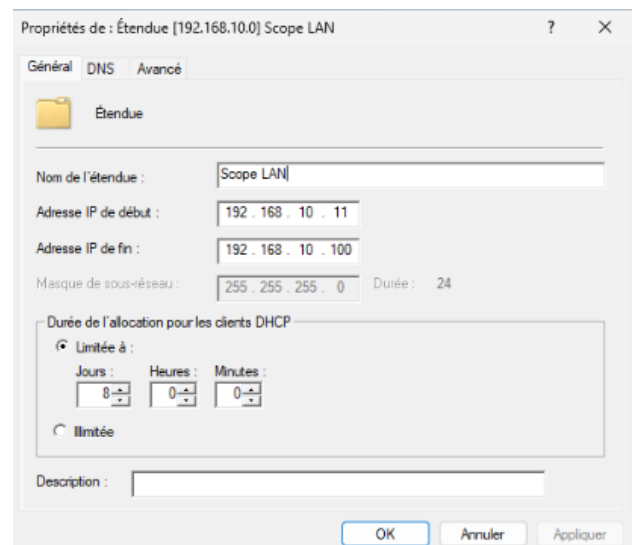 Propriétés de : Étendue [192.168.10.0] Scope LAN ? ×
Général DNS Avancé
Étendue
Nom de l'étendue : Scope LAN
Adresse IP de début : 192 . 168 . 10 . 11
Adresse IP de fin : 192 . 168 . 10 . 100
Masque de sous-réseau : 255 . 255 . 255 . 0 Durée : 24
Durée de l'allocation pour les clients DHCP
Limitée à :
Jours : Heures : Minutes :
8 0 0
Illimitée
Description :
OK Annuler Appliquer